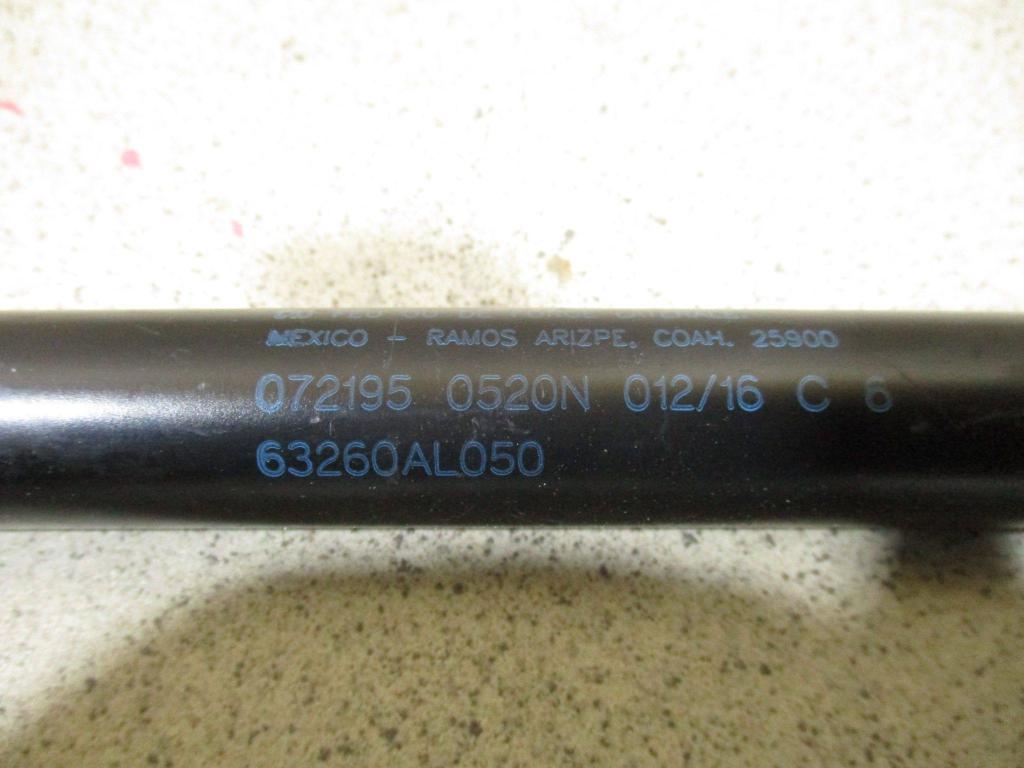 MEXICO - RAMOS ARIZPE, COAH. 25900
072195 0520N 012/16 C 6
63260AL050